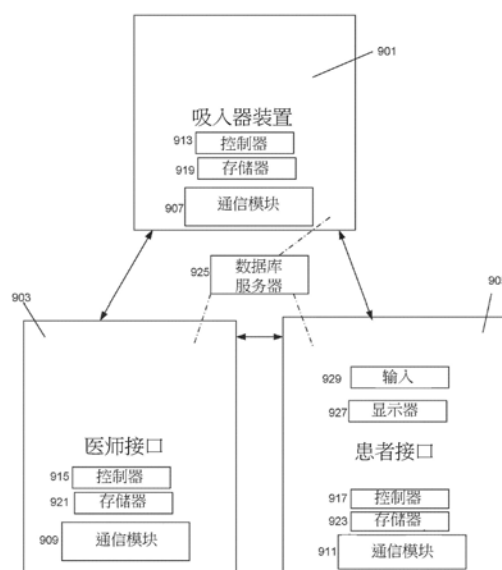 901
吸入器装置
913
控制器
919
存储器
907
通信模块
925
数据库
服务器
903
医师接口
915
控制器
921
存储器
909
通信模块
929
输入
927
显示器
患者接口
917
控制器
923
存储器
911
通信模块